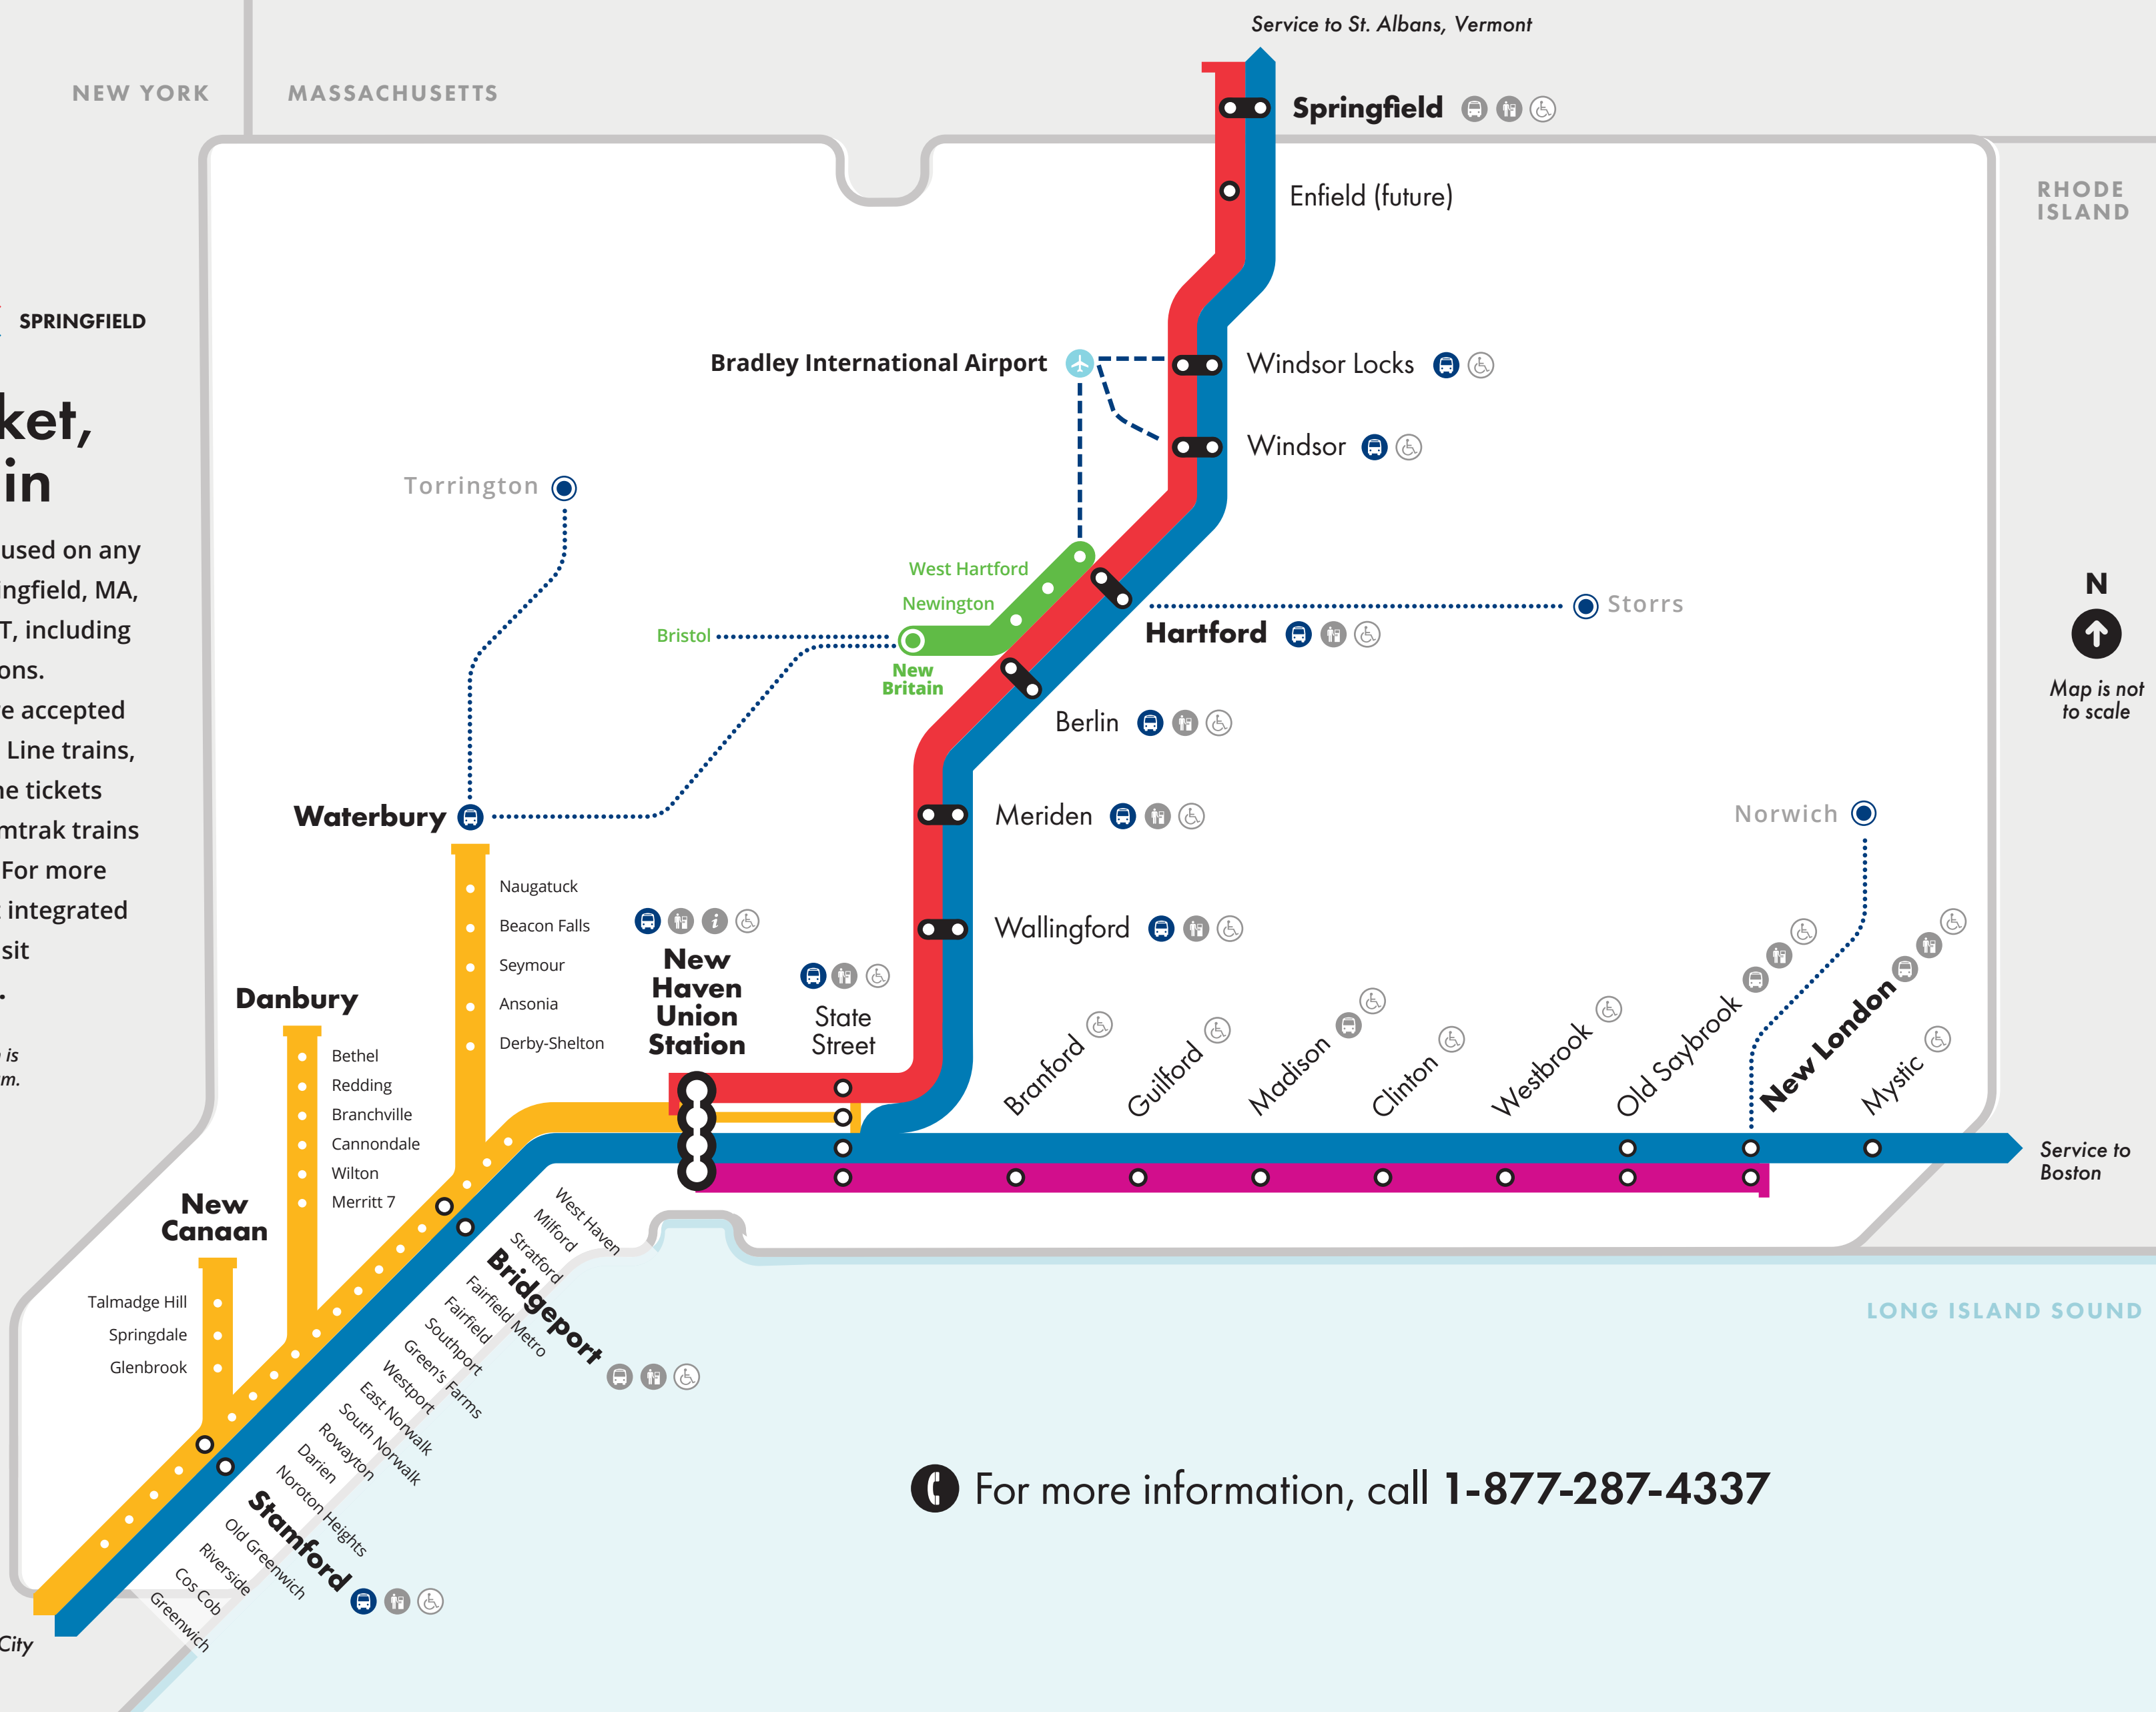 Service to St. Albans, Vermont
NEW YORK
MASSACHUSETTS
Springfield
Enfield (future)
RHODE
ISLAND
SPRINGFIELD
Bradley International Airport
Windsor Locks
Windsor
ket,
in
used on any
ingfield, MA,
T, including
ons.
e accepted
Line trains,
ne tickets
mtrak trains
For more
t integrated
sit
.
n is
m.
Torrington
West Hartford
Newington
Bristol
New
Britain
Storrs
Hartford
N
Map is not
to scale
Berlin
Waterbury
Meriden
Norwich
Naugatuck
Beacon Falls
Seymour
Ansonia
Derby-Shelton
Wallingford
New
Haven
Union
Station
State
Street
Danbury
Bethel
Redding
Branchville
Cannondale
Wilton
Merritt 7
Branford
Guilford
Madison
Clinton
Westbrook
Old Saybrook
New London
Mystic
Service to
Boston
New
Canaan
Talmadge Hill
Springdale
Glenbrook
West Haven
Milford
Stratford
Bridgeport
Fairfield Metro
Fairfield
Southport
Green's Farms
Westport
East Norwalk
South Norwalk
Rowayton
Darien
Noroton Heights
Stamford
Old Greenwich
Riverside
Cos Cob
Greenwich
City
LONG ISLAND SOUND
For more information, call 1-877-287-4337